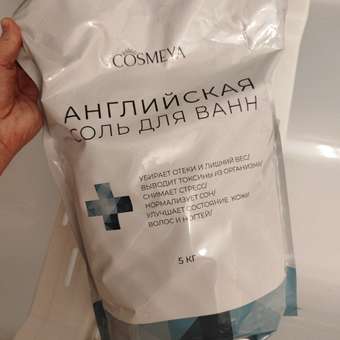 COSMEYA
АНГЛИЙСКАЯ
СОЛЬ ДЛЯ ВАНН
УБИРАЕТ ОТЕКИ И ЛИШНИЙ ВЕС/
ВЫВОДИТ ТОКСИНЫ ИЗ ОРГАНИЗМА/
СНИМАЕТ СТРЕСС/
НОРМАЛИЗУЕТ СОН/
УЛУЧШАЕТ СОСТОЯНИЕ КОЖИ/
ВОЛОС И НОГТЕЙ/
5 КГ